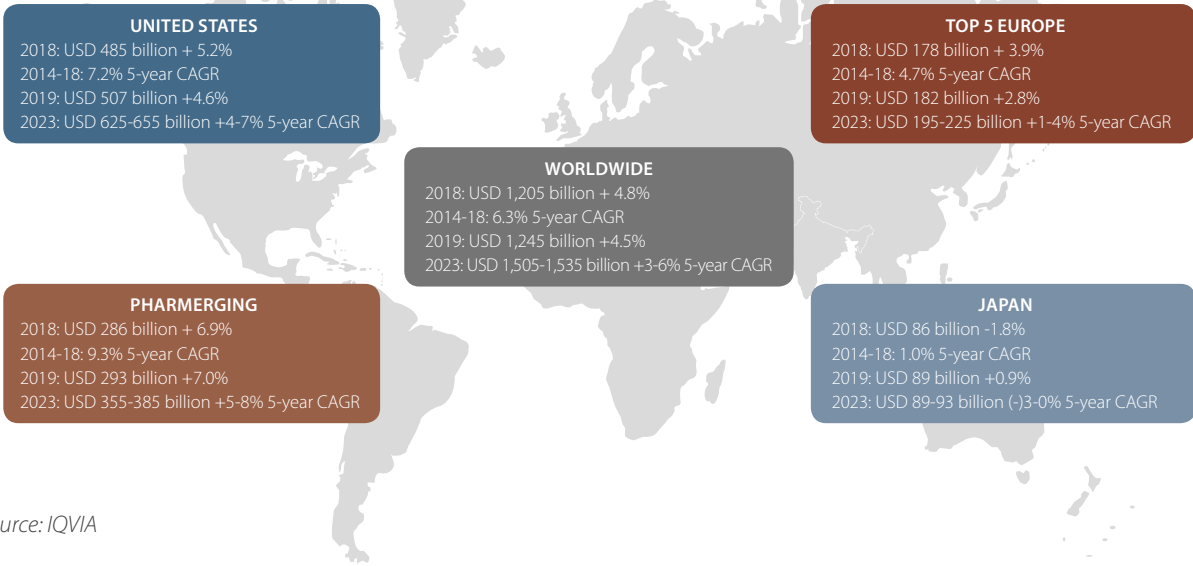 UNITED STATES
2018: USD 485 billion + 5.2%
2014-18: 7.2% 5-year CAGR
2019: USD 507 billion +4.6%
2023: USD 625-655 billion +4-7% 5-year CAGR
TOP 5 EUROPE
2018: USD 178 billion + 3.9%
2014-18: 4.7% 5-year CAGR
2019: USD 182 billion +2.8%
2023: USD 195-225 billion +1-4% 5-year CAGR
WORLDWIDE
2018: USD 1,205 billion + 4.8%
2014-18: 6.3% 5-year CAGR
2019: USD 1,245 billion +4.5%
2023: USD 1,505-1,535 billion +3-6% 5-year CAGR
PHARMERGING
2018: USD 286 billion + 6.9%
2014-18: 9.3% 5-year CAGR
2019: USD 293 billion +7.0%
2023: USD 355-385 billion +5-8% 5-year CAGR
JAPAN
2018: USD 86 billion -1.8%
2014-18: 1.0% 5-year CAGR
2019: USD 89 billion +0.9%
2023: USD 89-93 billion (-)3-0% 5-year CAGR
urce: IQVIA